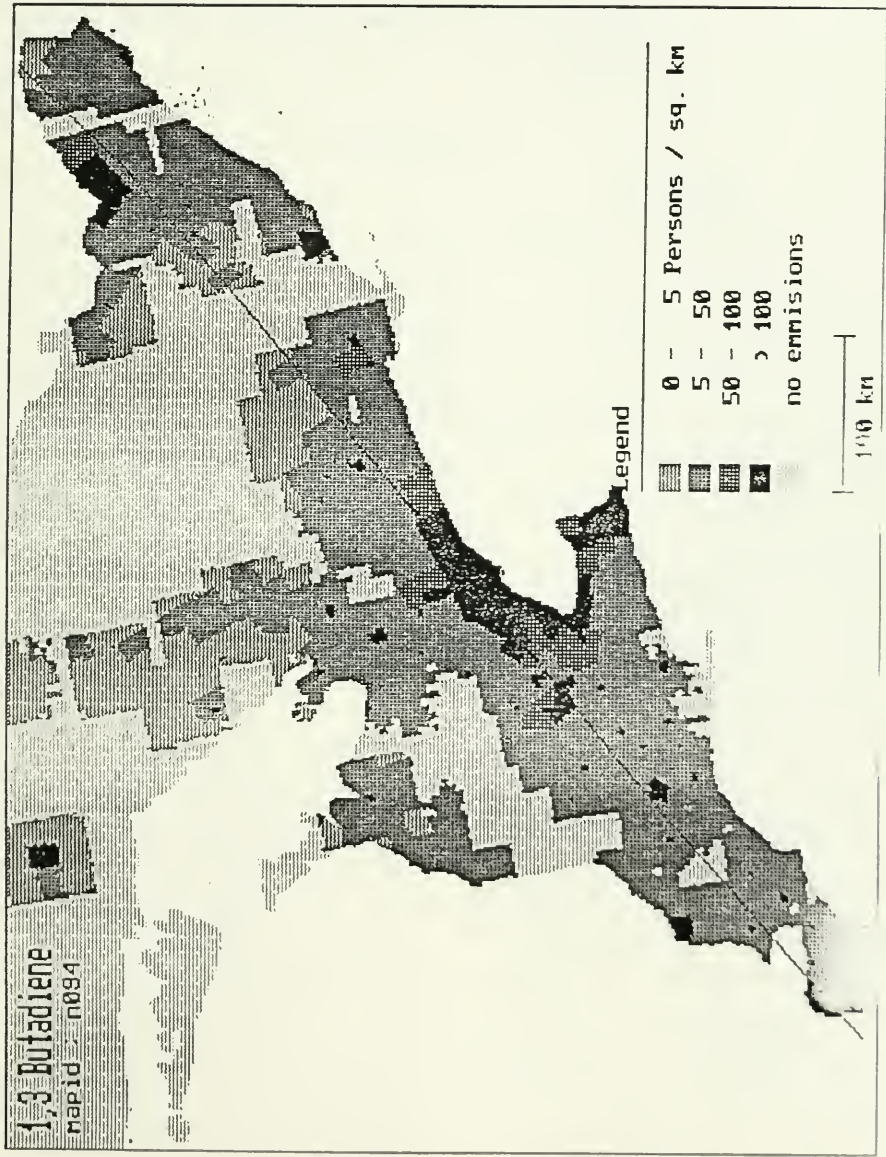 1,3 Butadiene
mapid : n094
Legend
0 - 5 Persons / sq. km
5 - 50
50 - 100
> 100
no emmisions
100 km